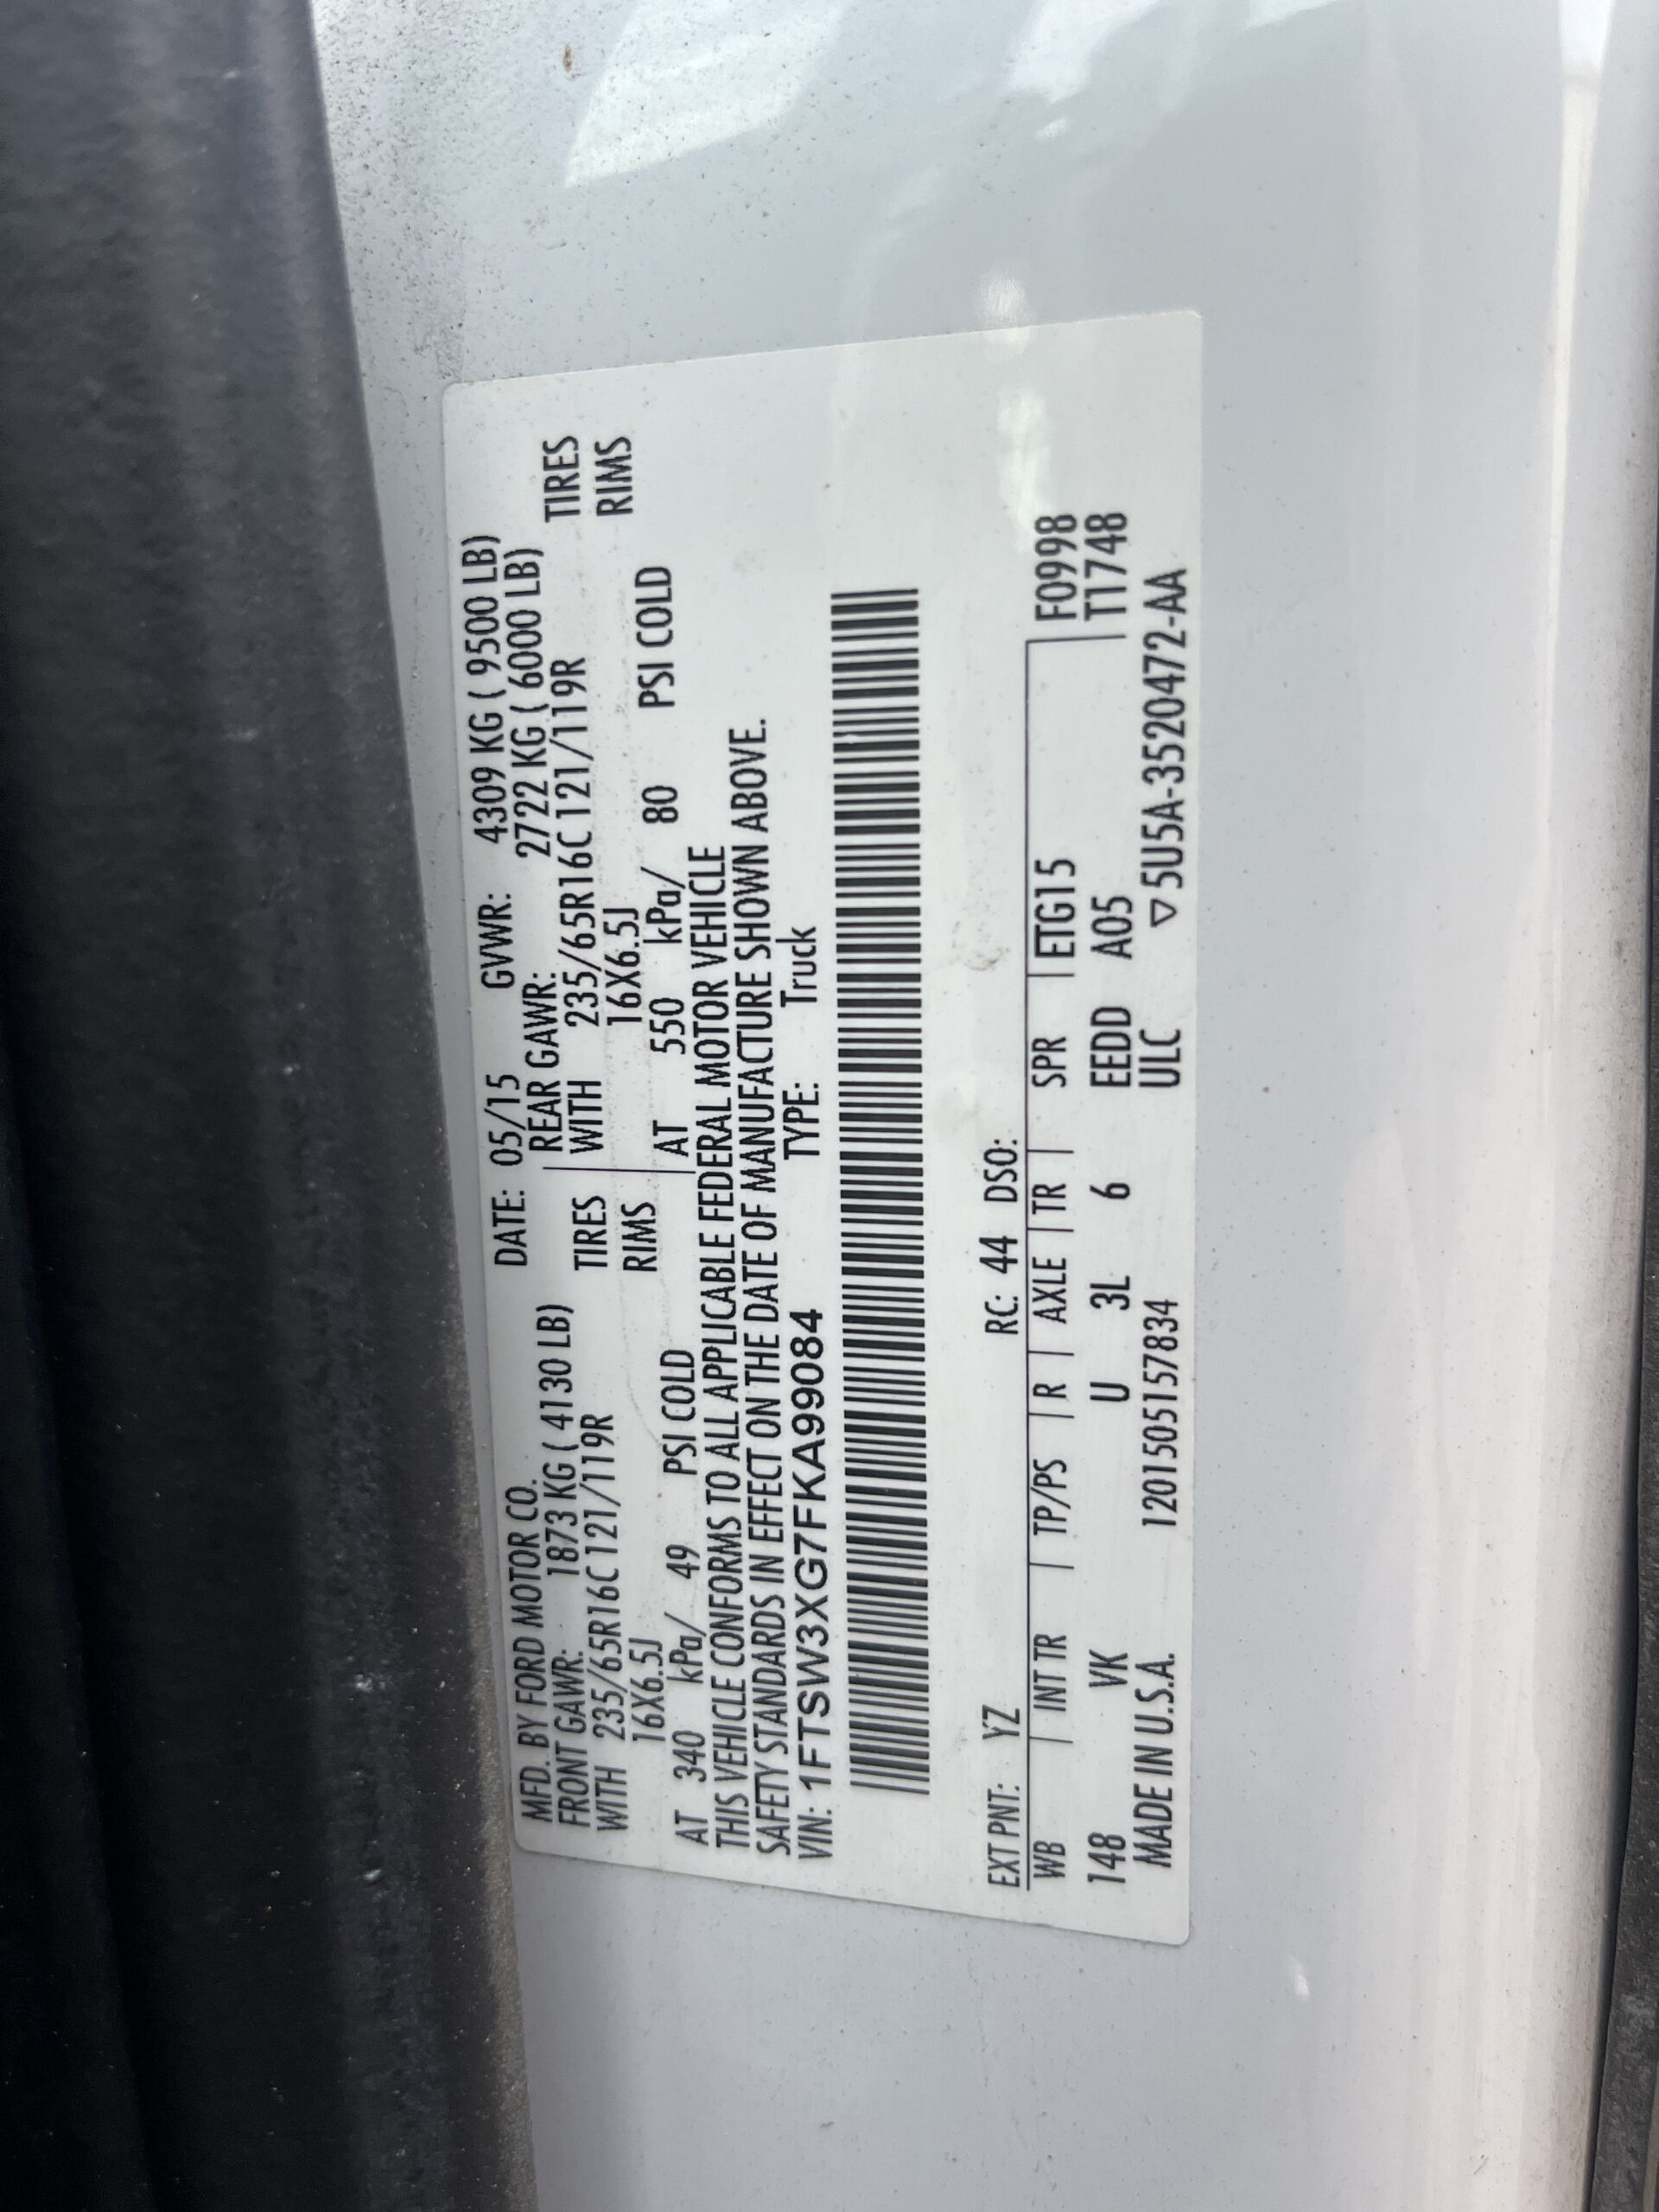 MFD. BY FORD MOTOR CO. DATE: 05/15 GVWR: 4309 KG ( 9500 LB)
FRONT GAWR: 1873 KG ( 4130 LB) REAR GAWR: 2722 KG ( 6000 LB)
WITH 235/65R16C 121/119R TIRES WITH 235/65R16C 121/119R TIRES
16X6.5J RIMS 16X6.5J RIMS
AT 340 kPa/ 49 PSI COLD AT 550 kPa/ 80 PSI COLD
THIS VEHICLE CONFORMS TO ALL APPLICABLE FEDERAL MOTOR VEHICLE
SAFETY STANDARDS IN EFFECT ON THE DATE OF MANUFACTURE SHOWN ABOVE.
VIN: 1FTSW3XG7FKA99084 TYPE: Truck
EXT PNT: YZ RC: 44 DSO:
WB | INT TR | TP/PS | R | AXLE | TR | SPR | ETG15 F0998
148 VK U 3L 6 EEDD A05 T1748
MADE IN U.S.A. 1201505157834 ULC ▽5U5A-3520472-AA